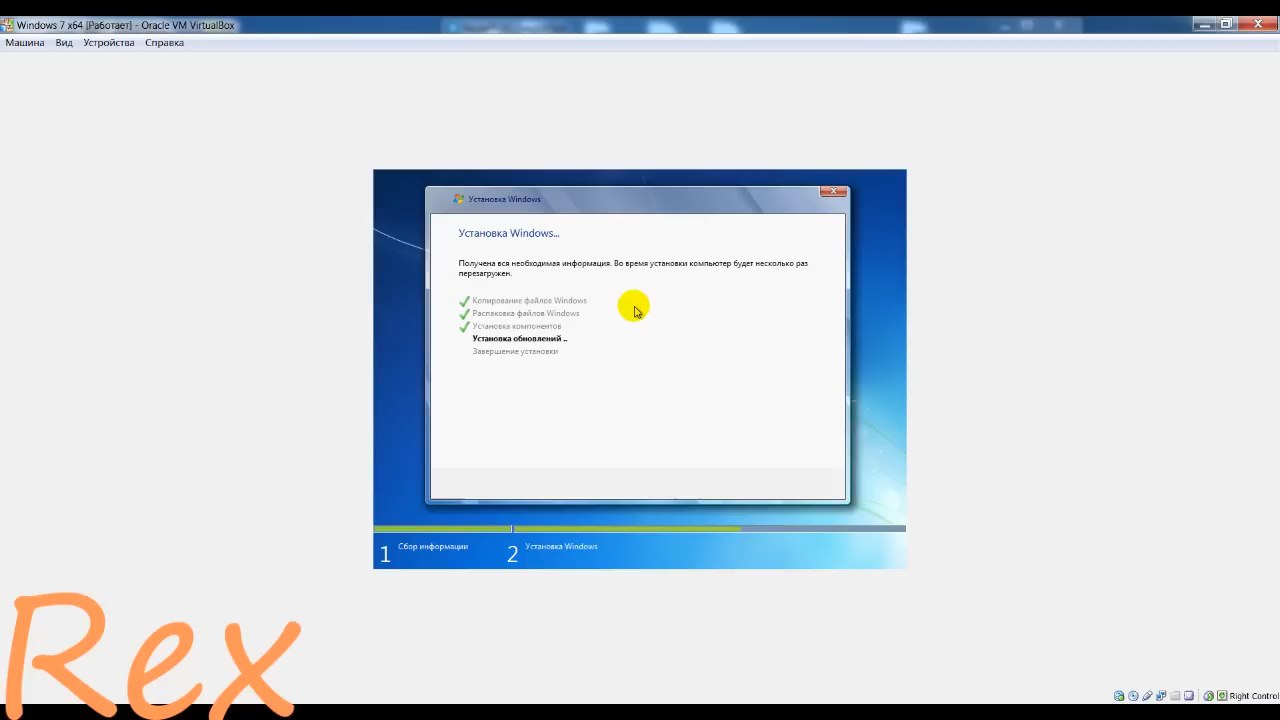 Windows 7 x64 [Работает] - Oracle VM VirtualBox
Машина Вид Устройства Справка
Установка Windows
Установка Windows...
Получена вся необходимая информация. Во время установки компьютер будет несколько раз
перезагружен.
Копирование файлов Windows
Распаковка файлов Windows
Установка компонентов
Установка обновлений ..
Завершение установки
1 Сбор информации 2 Установка Windows
Rex
Right Control